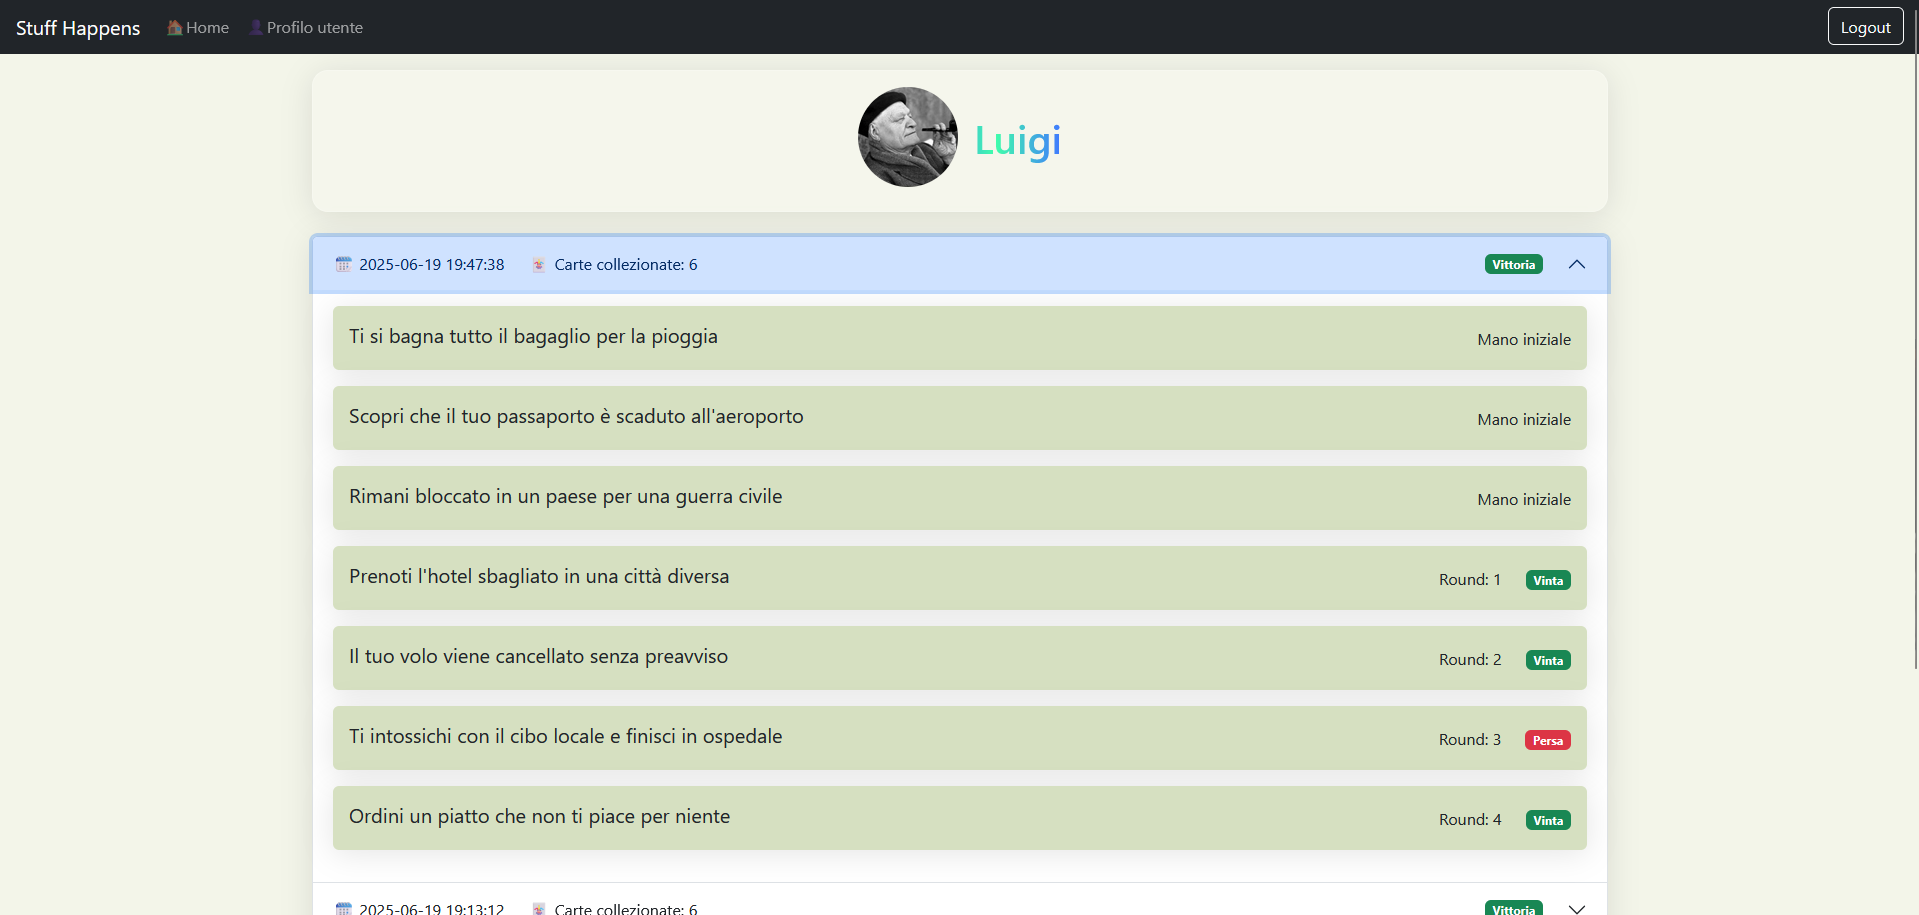 Stuff Happens Home Profilo utente Logout
Luigi
2025-06-19 19:47:38 Carte collezionate: 6 Vittoria
Ti si bagna tutto il bagaglio per la pioggia Mano iniziale
Scopri che il tuo passaporto è scaduto all'aeroporto Mano iniziale
Rimani bloccato in un paese per una guerra civile Mano iniziale
Prenoti l'hotel sbagliato in una città diversa Round: 1 Vinta
Il tuo volo viene cancellato senza preavviso Round: 2 Vinta
Ti intossichi con il cibo locale e finisci in ospedale Round: 3 Persa
Ordini un piatto che non ti piace per niente Round: 4 Vinta
2025-06-19 19:13:12 Carte collezionate: 6 Vittoria